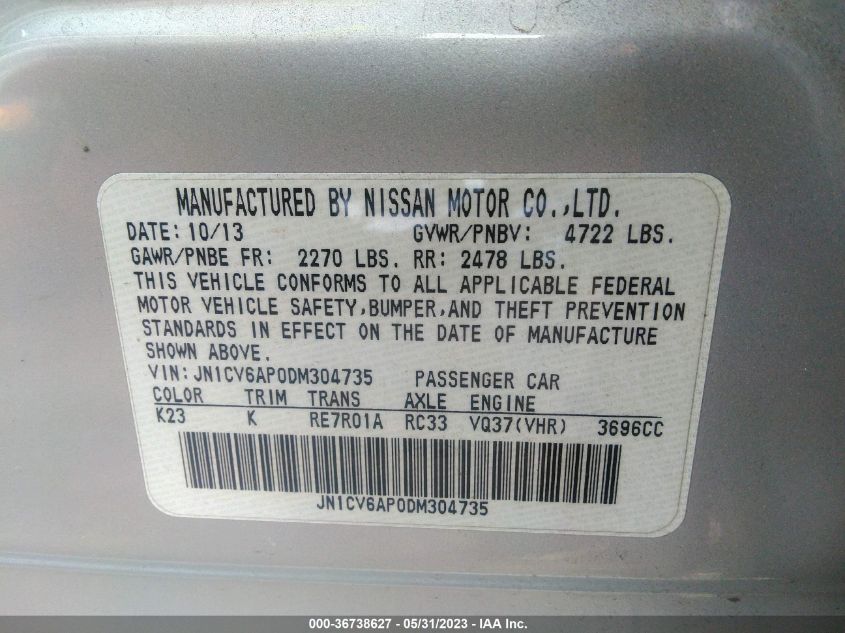 MANUFACTURED BY NISSAN MOTOR CO.,LTD.
DATE: 10/13 GVWR/PNBV: 4722 LBS.
GAWR/PNBE FR: 2270 LBS. RR: 2478 LBS.
THIS VEHICLE CONFORMS TO ALL APPLICABLE FEDERAL
MOTOR VEHICLE SAFETY,BUMPER,AND THEFT PREVENTION
STANDARDS IN EFFECT ON THE DATE OF MANUFACTURE
SHOWN ABOVE.
VIN:JN1CV6AP0DM304735 PASSENGER CAR
COLOR TRIM TRANS AXLE ENGINE
K23 K RE7R01A RC33 VQ37(VHR) 3696CC
JN1CV6AP0DM304735
000-36738627 - 05/31/2023 - IAA Inc.